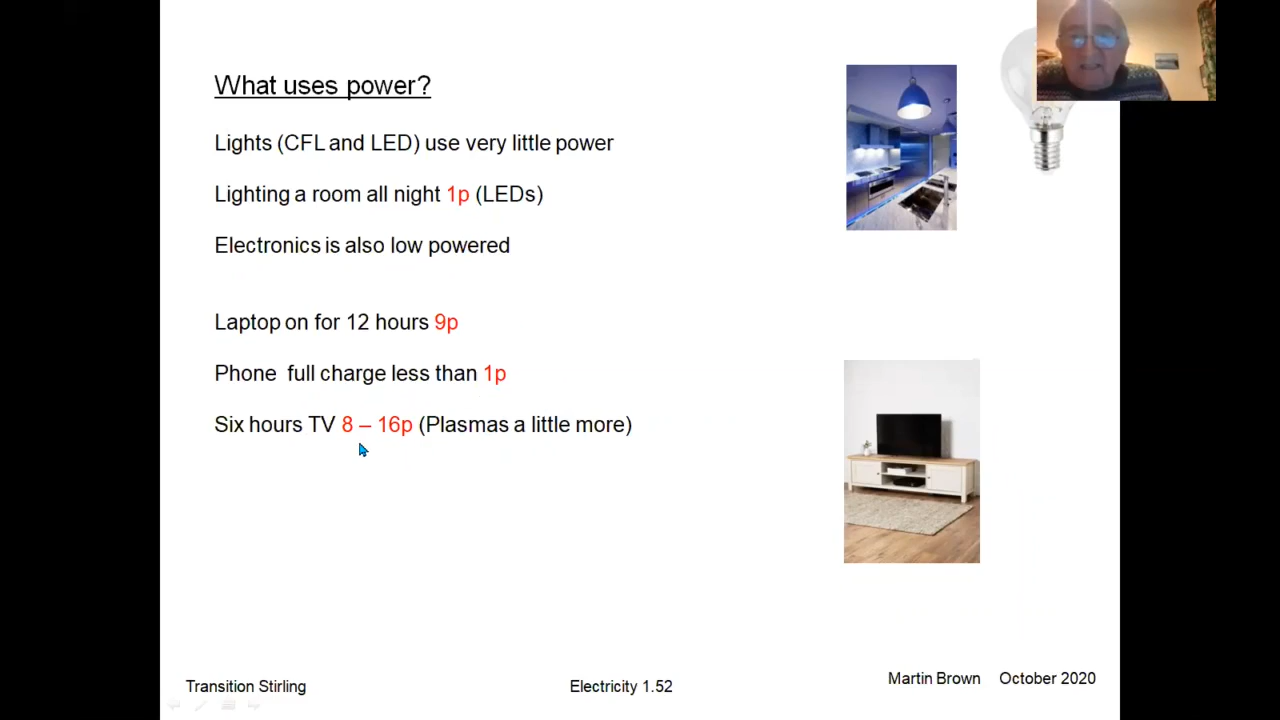 What uses power?
Lights (CFL and LED) use very little power
Lighting a room all night 1p (LEDs)
Electronics is also low powered
Laptop on for 12 hours 9p
Phone full charge less than 1p
Six hours TV 8 – 16p (Plasmas a little more)
Transition Stirling
Electricity 1.52
Martin Brown October 2020